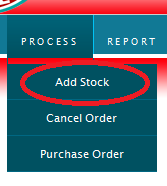 PROCESS REPORT
Add Stock
Cancel Order
Purchase Order